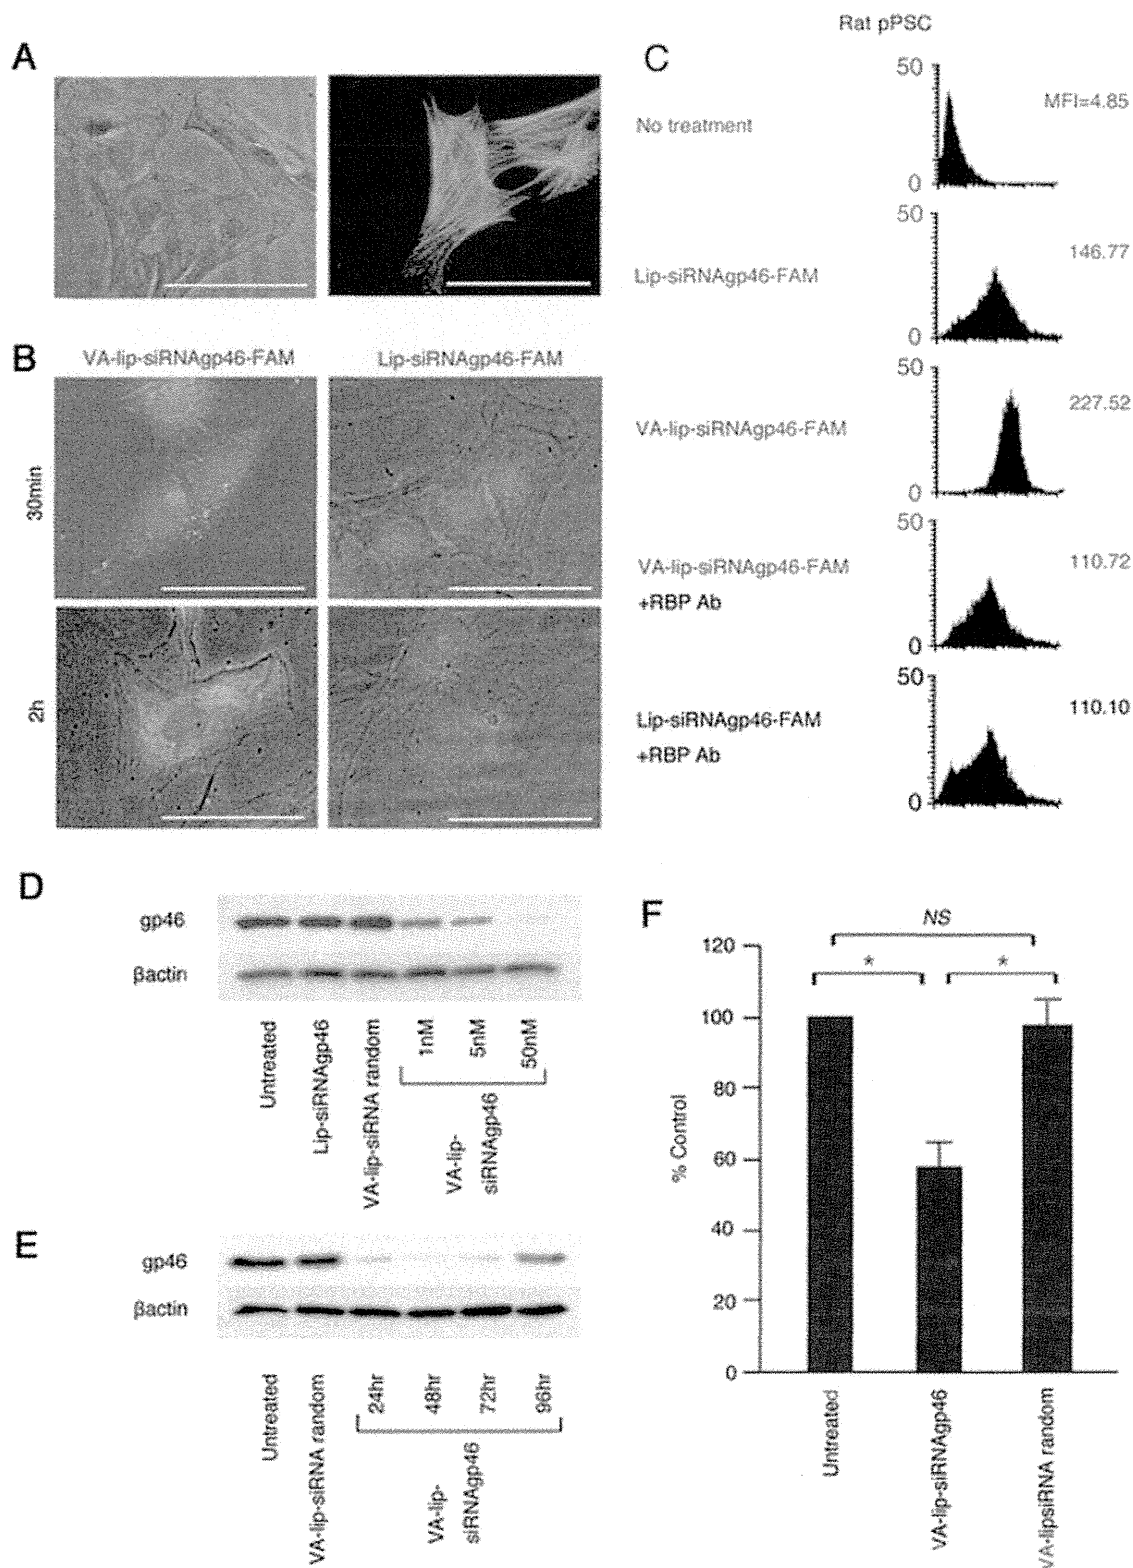 A
B
VA-lip-siRNAgp46-FAM
Lip-siRNAgp46-FAM
30min
2h
Rat pPSC
C
No treatment
50
0
MFI=4.85
Lip-siRNAgp46-FAM
50
0
146.77
VA-lip-siRNAgp46-FAM
50
0
227.52
VA-lip-siRNAgp46-FAM
+RBP Ab
50
0
110.72
Lip-siRNAgp46-FAM
+RBP Ab
50
0
110.10
D
gp46
βactin
Untreated
Lip-siRNAgp46
VA-lip-siRNA random
1nM
5nM
50nM
VA-lip-
siRNAgp46
E
gp46
βactin
Untreated
VA-lip-siRNA random
24hr
48hr
72hr
96hr
VA-lip-
siRNAgp46
F
NS
*
*
% Control
120
100
80
60
40
20
0
Untreated
VA-lip-siRNAgp46
VA-lipsiRNA random